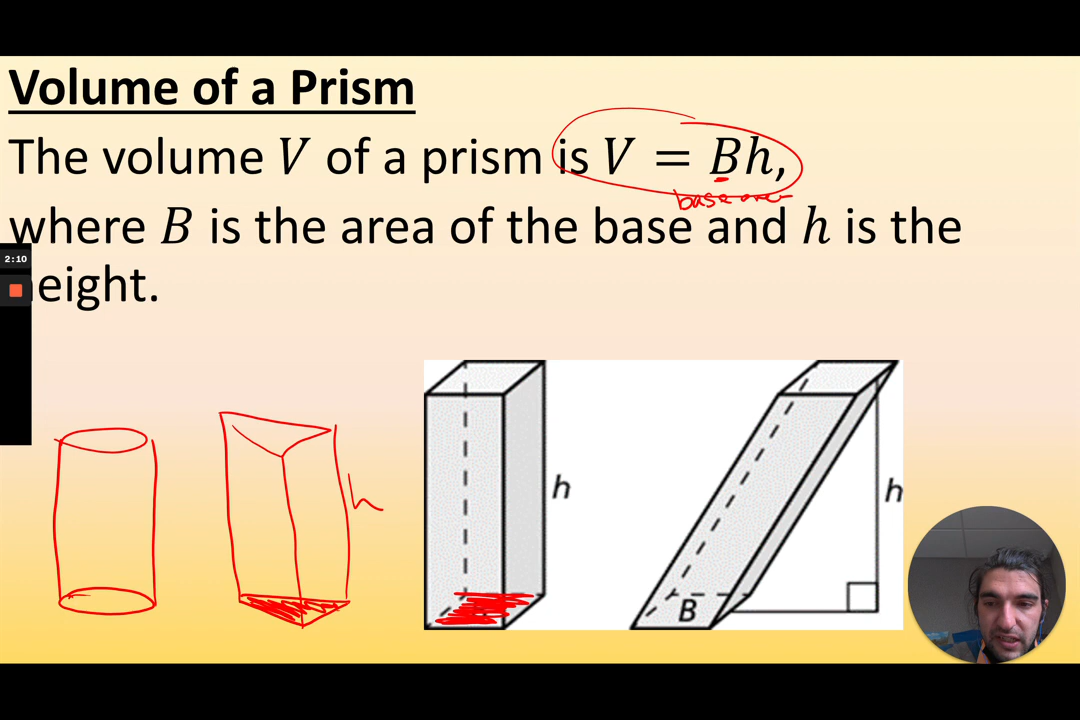 Volume of a Prism
The volume V of a prism is V = Bh,
base area
where B is the area of the base and h is the
2:10
eight.
h
h
h
B